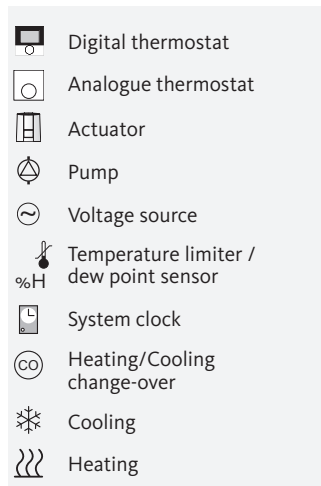 Digital thermostat
Analogue thermostat
Actuator
Pump
Voltage source
Temperature limiter /
%H dew point sensor
System clock
CO Heating/Cooling
change-over
Cooling
Heating